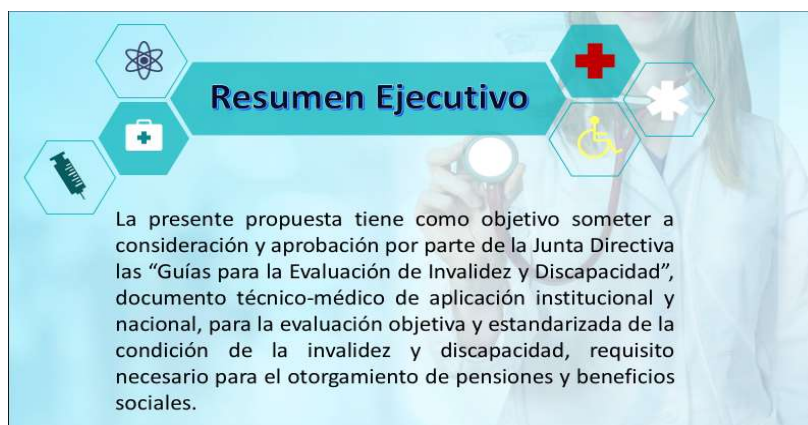 Resumen Ejecutivo
La presente propuesta tiene como objetivo someter a
consideración y aprobación por parte de la Junta Directiva
las “Guías para la Evaluación de Invalidez y Discapacidad”,
documento técnico-médico de aplicación institucional y
nacional, para la evaluación objetiva y estandarizada de la
condición de la invalidez y discapacidad, requisito
necesario para el otorgamiento de pensiones y beneficios
sociales.